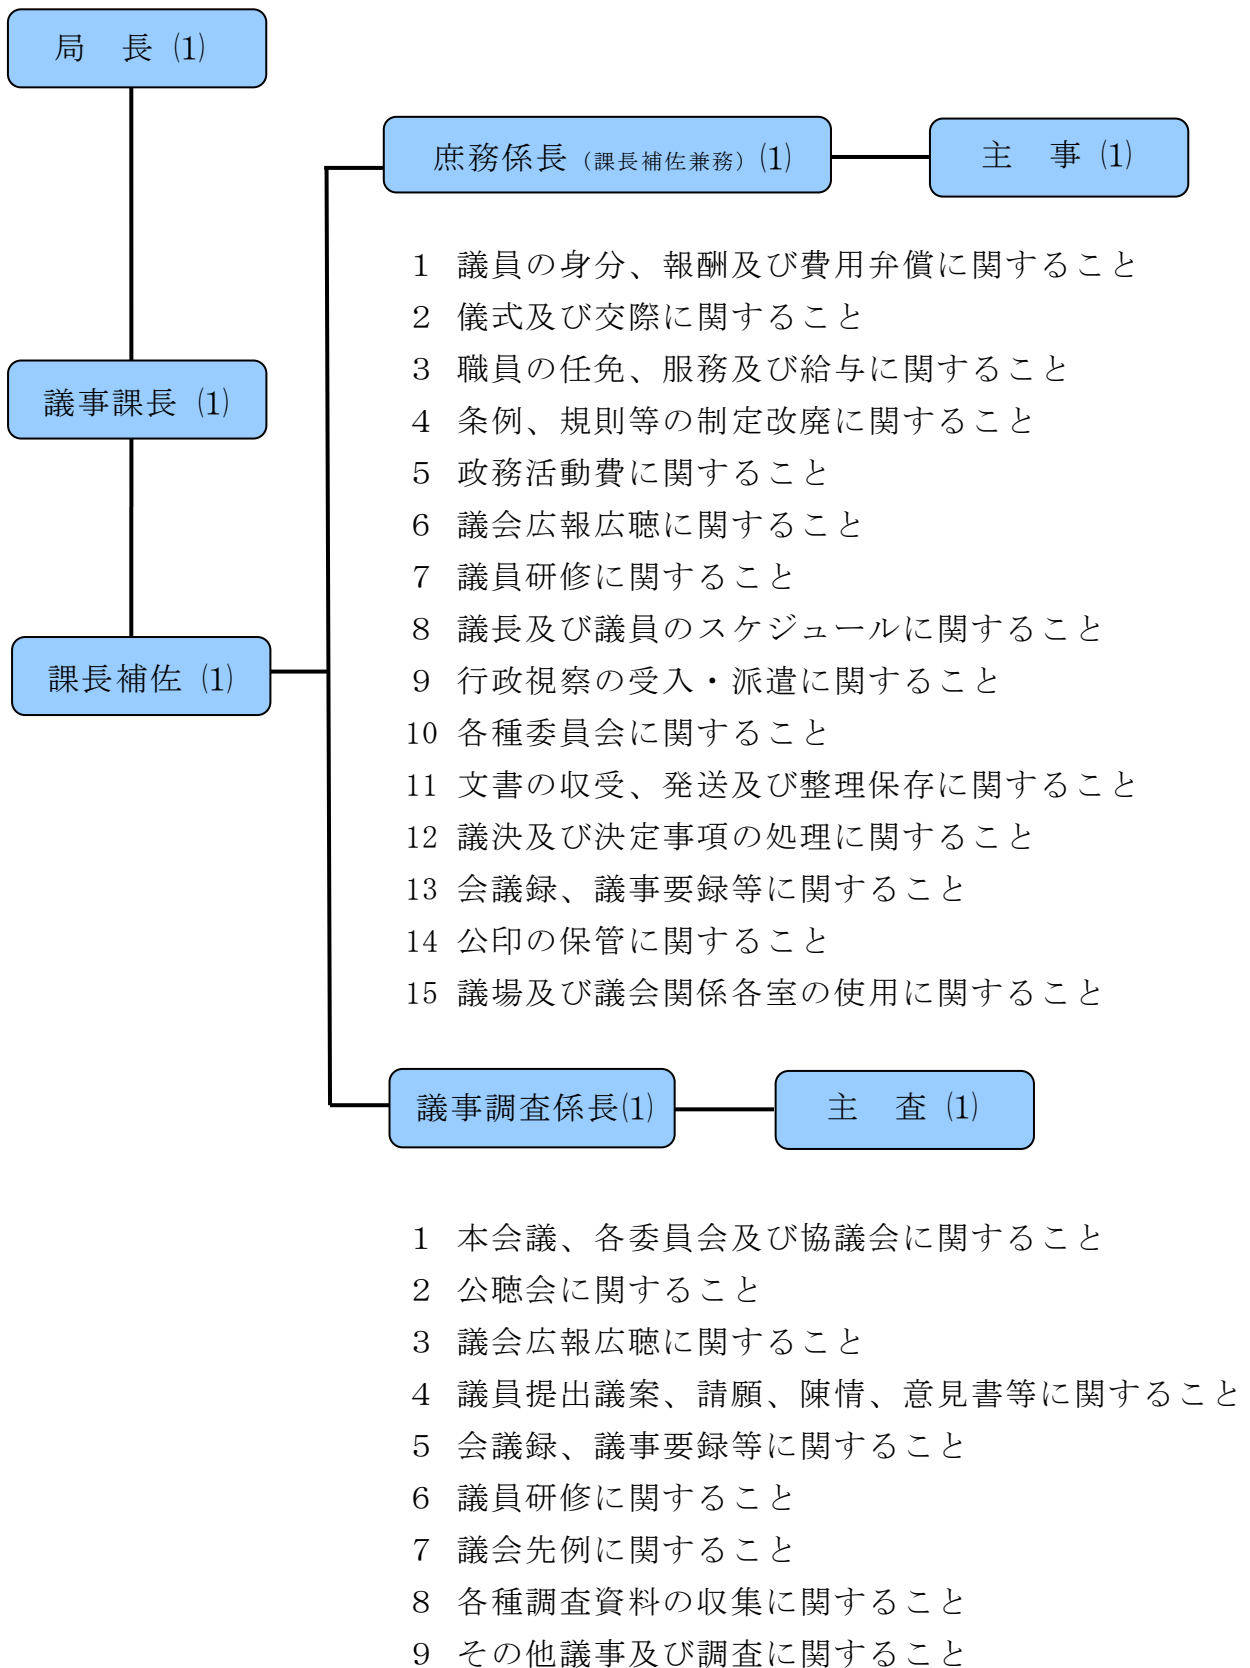 局　長 ⑴
庶務係長（課長補佐兼務）⑴
主　事 ⑴
１ 議員の身分、報酬及び費用弁償に関すること
２ 儀式及び交際に関すること
３ 職員の任免、服務及び給与に関すること
議事課長 ⑴
４ 条例、規則等の制定改廃に関すること
５ 政務活動費に関すること
６ 議会広報広聴に関すること
７ 議員研修に関すること
８ 議長及び議員のスケジュールに関すること
課長補佐 ⑴
９ 行政視察の受入・派遣に関すること
10 各種委員会に関すること
11 文書の収受、発送及び整理保存に関すること
12 議決及び決定事項の処理に関すること
13 会議録、議事要録等に関すること
14 公印の保管に関すること
15 議場及び議会関係各室の使用に関すること
議事調査係長⑴
主　査 ⑴
１ 本会議、各委員会及び協議会に関すること
２ 公聴会に関すること
３ 議会広報広聴に関すること
４ 議員提出議案、請願、陳情、意見書等に関すること
５ 会議録、議事要録等に関すること
６ 議員研修に関すること
７ 議会先例に関すること
８ 各種調査資料の収集に関すること
９ その他議事及び調査に関すること